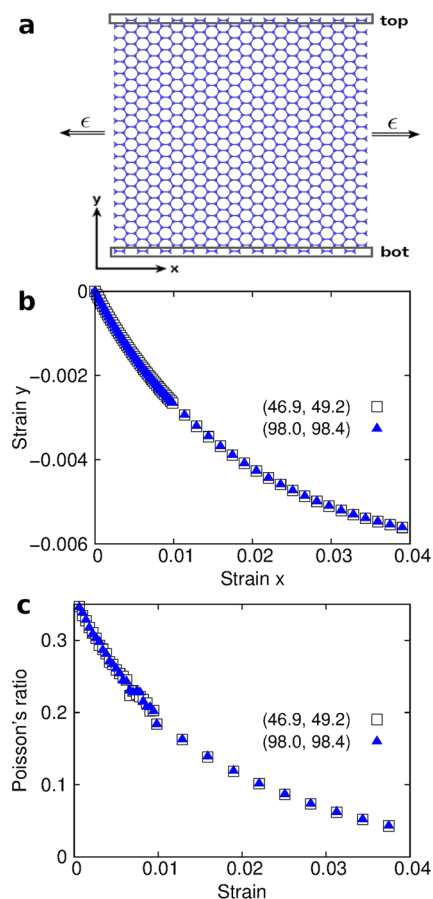 a
top
ϵ
ϵ
y
x
bot
b
0
−0.002
−0.004
−0.006
Strain y
(46.9, 49.2)
(98.0, 98.4)
0 0.01 0.02 0.03 0.04
Strain x
c
0.3
0.2
0.1
0
Poisson's ratio
(46.9, 49.2)
(98.0, 98.4)
0 0.01 0.02 0.03 0.04
Strain